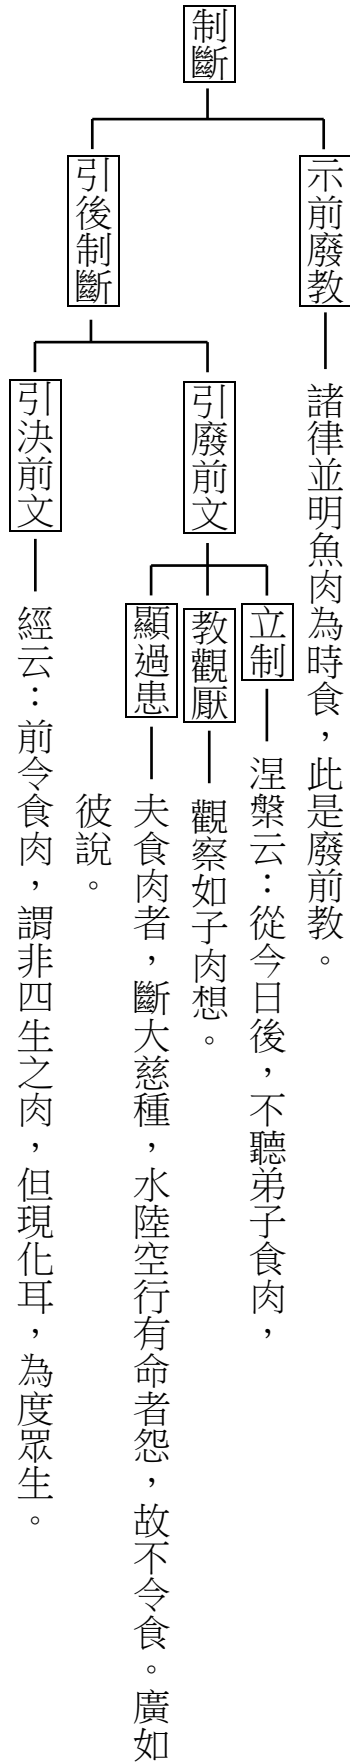 制斷
示前廢教
諸律並明魚肉為時食，此是廢前教。
引後制斷
引廢前文
立制
涅槃云：從今日後，不聽弟子食肉，
教觀厭
觀察如子肉想。
顯過患
夫食肉者，斷大慈種，水陸空行有命者怨，故不令食。廣如
彼說。
引決前文
經云：前令食肉，謂非四生之肉，但現化耳，為度眾生。